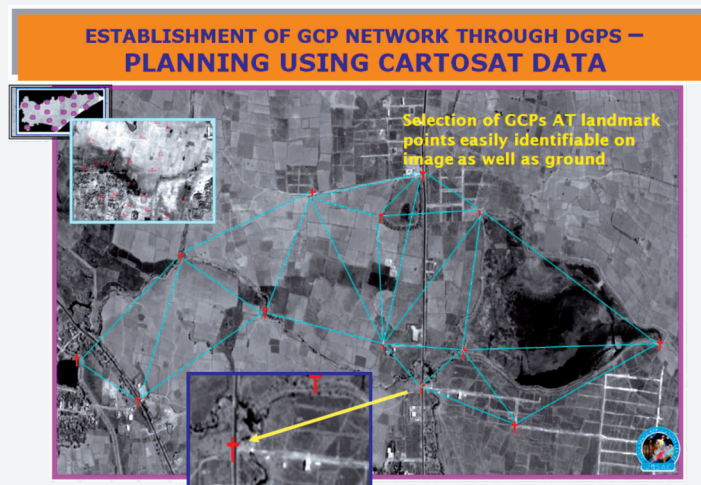 ESTABLISHMENT OF GCP NETWORK THROUGH DGPS –
PLANNING USING CARTOSAT DATA
Selection of GCPs AT landmark
points easily identifiable on
image as well as ground